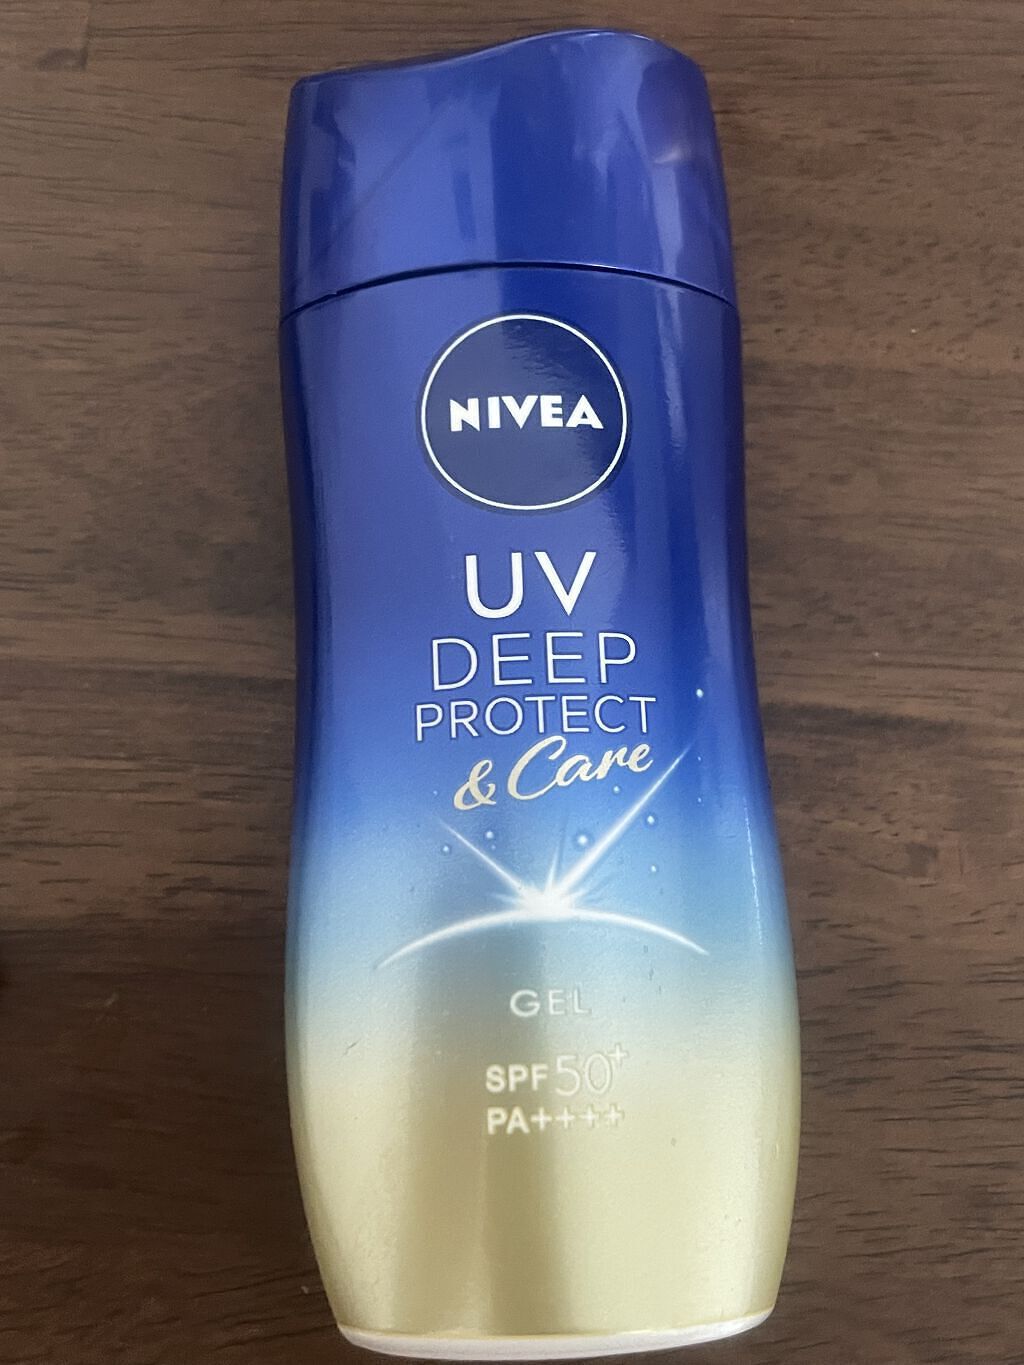 NIVEA
UV
DEEP
PROTECT
& Care
GEL
SPF50+
PA++++